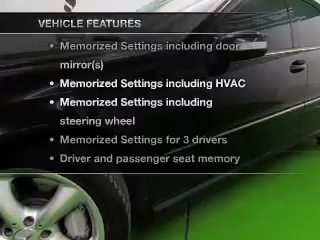 VEHICLE FEATURES
• Memorized Settings including door
mirror(s)
• Memorized Settings including HVAC
• Memorized Settings including
steering wheel
• Memorized Settings for 3 drivers
• Driver and passenger seat memory